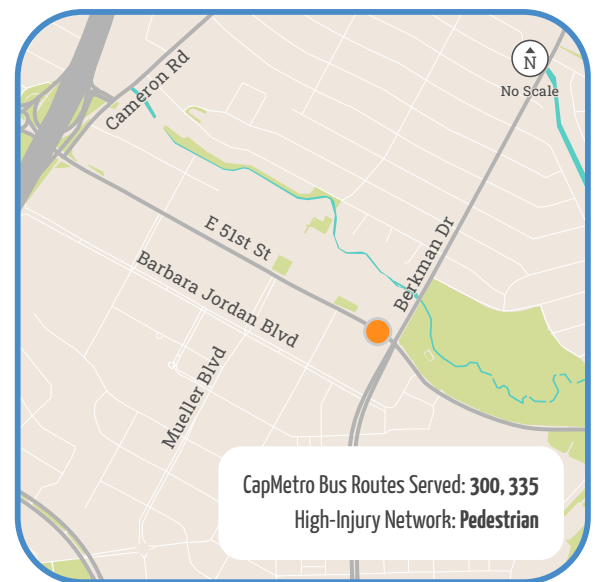 N
No Scale
Cameron Rd
E 51st St
Berkman Dr
Barbara Jordan Blvd
Mueller Blvd
CapMetro Bus Routes Served: 300, 335
High-Injury Network: Pedestrian